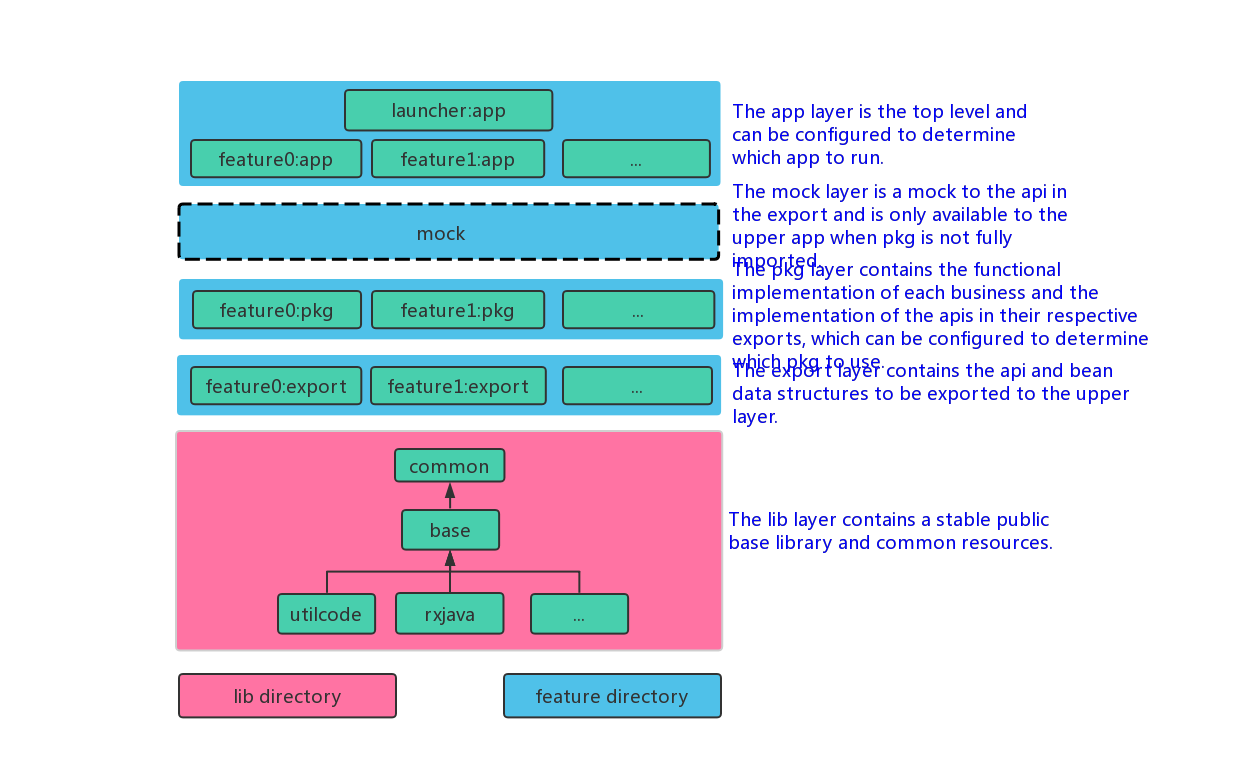 launcher:app
feature0:app
feature1:app
...
The app layer is the top level and
can be configured to determine
which app to run.
mock
The mock layer is a mock to the api in
the export and is only available to the
upper app when pkg is not fully
imported.
feature0:pkg
feature1:pkg
...
The pkg layer contains the functional
implementation of each business and the
implementation of the apis in their respective
exports, which can be configured to determine
which pkg to use.
feature0:export
feature1:export
...
The export layer contains the api and bean
data structures to be exported to the upper
layer.
common
base
utilcode
rxjava
...
The lib layer contains a stable public
base library and common resources.
lib directory
feature directory